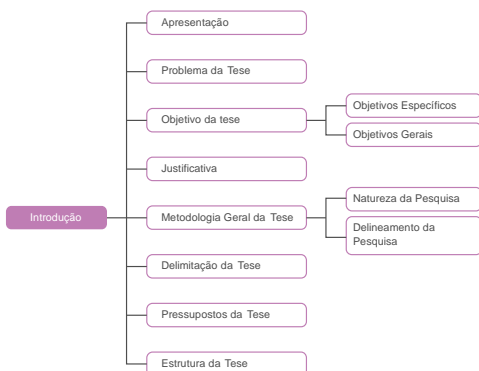 Apresentação
Problema da Tese
Objetivo da tese
Objetivos Específicos
Objetivos Gerais
Justificativa
Introdução
Metodologia Geral da Tese
Natureza da Pesquisa
Delineamento da
Pesquisa
Delimitação da Tese
Pressupostos da Tese
Estrutura da Tese